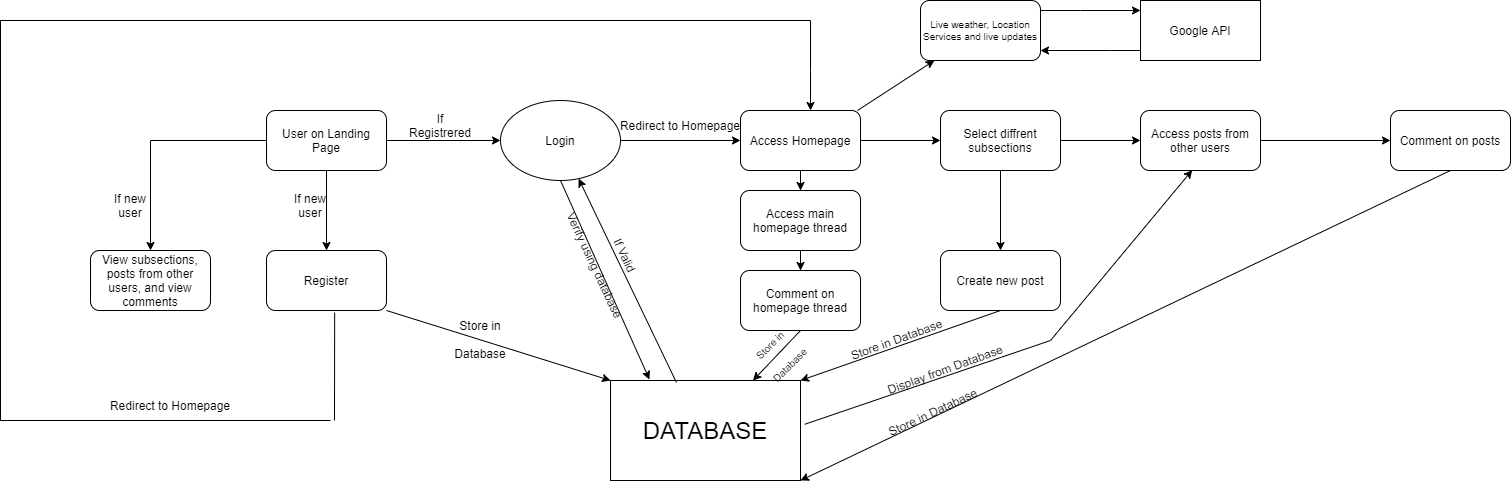 Live weather, Location
Services and live updates
Google API
User on Landing
Page
If
Registrered
Login
Redirect to Homepage
Access Homepage
Select diffrent
subsections
Access posts from
other users
Comment on posts
If new
user
If new
user
Verify using database
If Valid
Access main
homepage thread
View subsections,
posts from other
users, and view
comments
Register
Comment on
homepage thread
Create new post
Store in
Database
Store in
Database
Store in Database
Display from Database
Store in Database
Redirect to Homepage
DATABASE